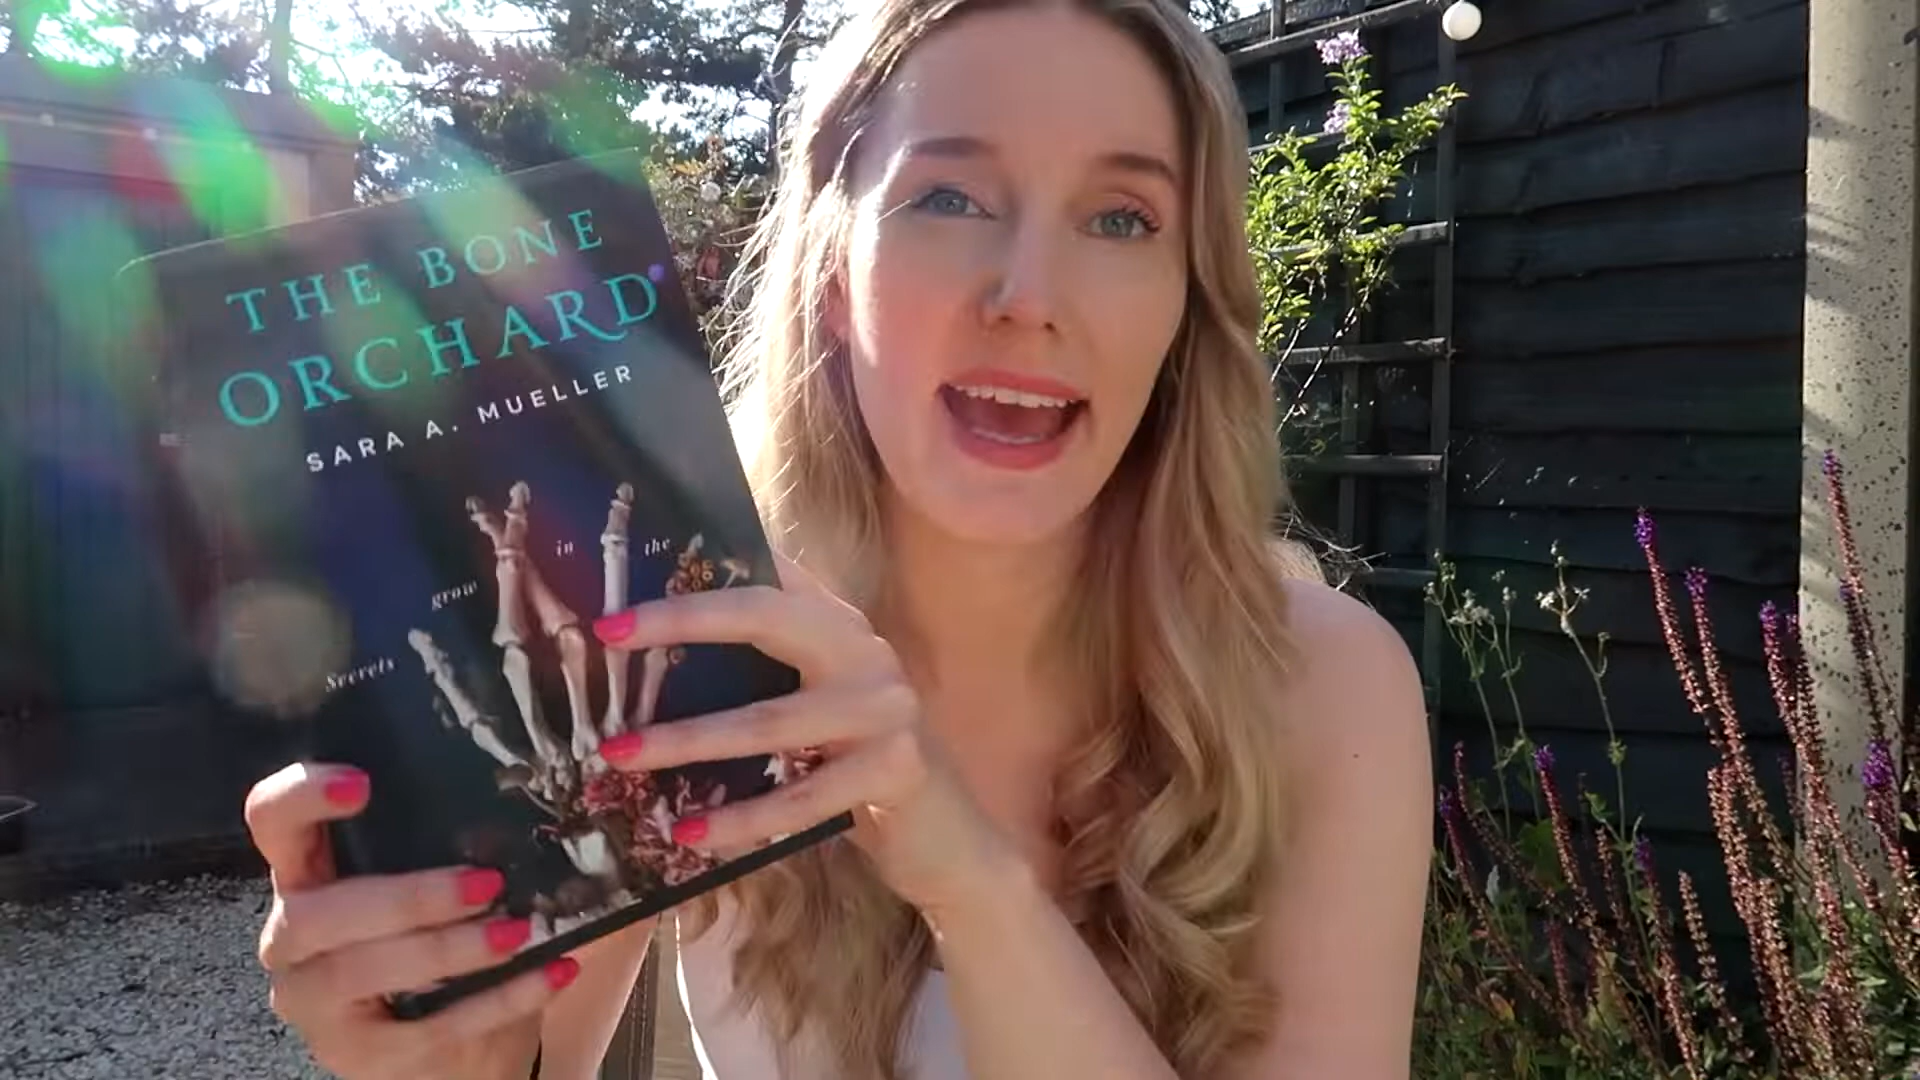 THE BONE
ORCHARD
SARA A. MUELLER
Secrets grow in the